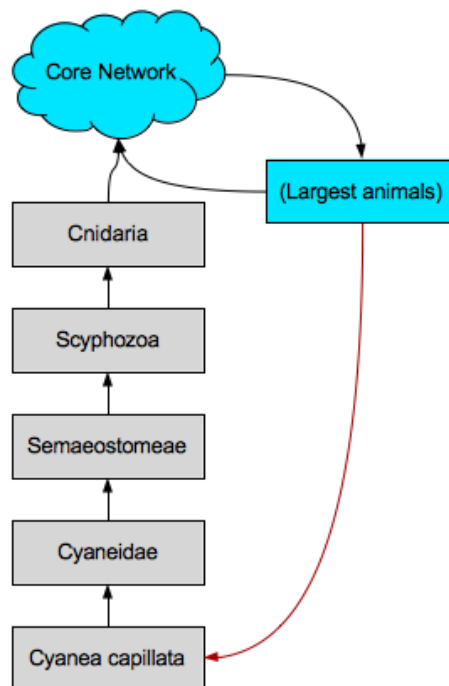 Core Network
(Largest animals)
Cnidaria
Scyphozoa
Semaeostomeae
Cyaneidae
Cyanea capillata